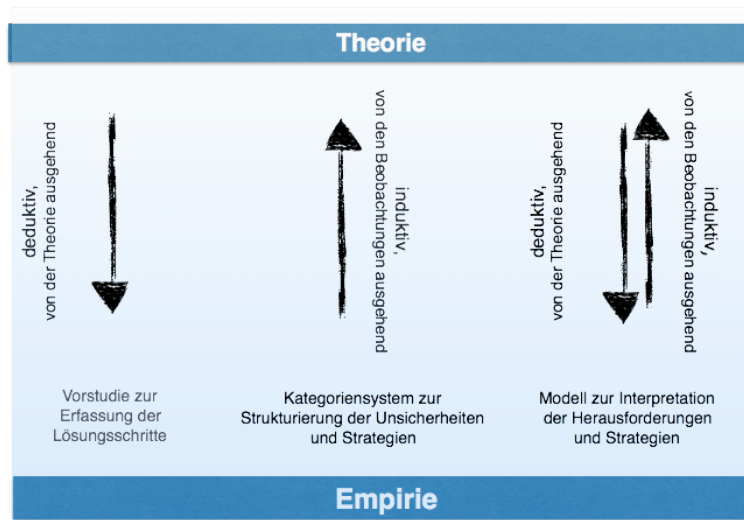 Theorie
deduktiv,
von der Theorie ausgehend
von den Beobachtungen ausgehend
induktiv,
deduktiv,
von der Theorie ausgehend
von den Beobachtungen ausgehend
induktiv,
Vorstudie zur
Erfassung der
Lösungsschritte
Kategoriensystem zur
Strukturierung der Unsicherheiten
und Strategien
Modell zur Interpretation
der Herausforderungen
und Strategien
Empirie